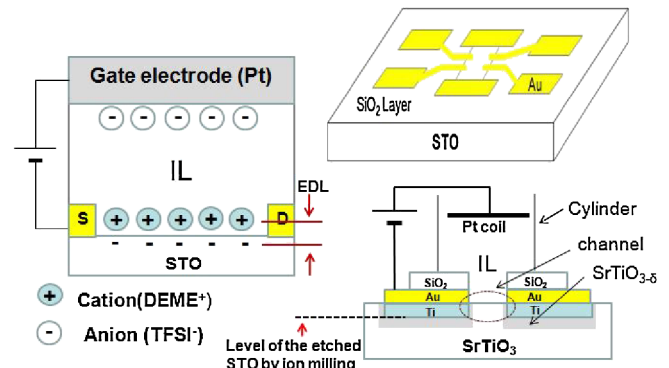 Gate electrode (Pt)
- - - - -
IL
EDL
S
+ + + + +
D
- - - - -
STO
+ Cation(DEME⁺)
- Anion (TFSI⁻)
Au
SiO₂ Layer
STO
Cylinder
Pt coil
channel
IL
SrTiO₃₋δ
SiO₂
SiO₂
Au
Au
Ti
Ti
Level of the etched
STO by ion milling
SrTiO₃